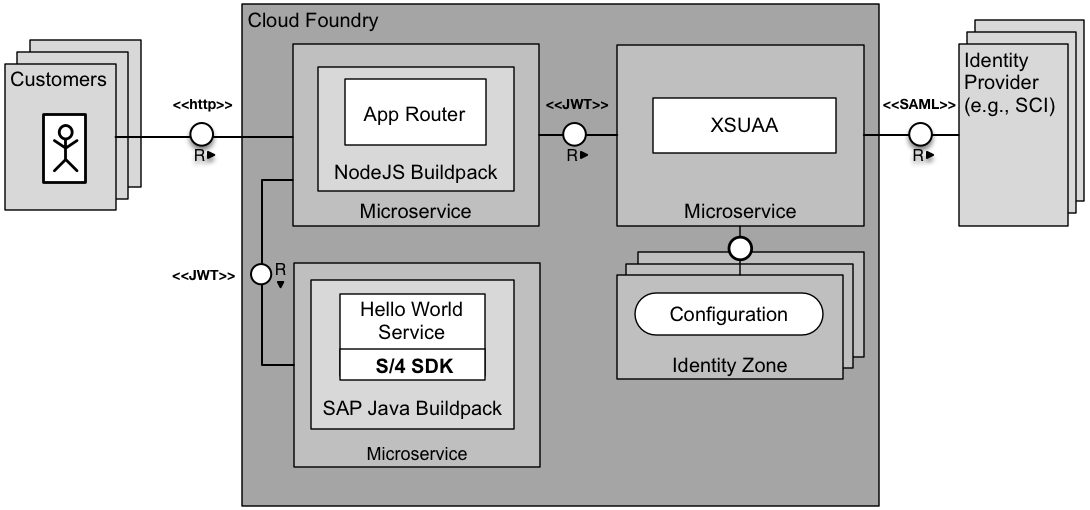 Cloud Foundry
Customers
<<http>>
R
App Router
NodeJS Buildpack
Microservice
<<JWT>>
R
XSUAA
Microservice
<<SAML>>
R
Identity
Provider
(e.g., SCI)
<<JWT>>
R
Hello World
Service
S/4 SDK
SAP Java Buildpack
Microservice
Configuration
Identity Zone